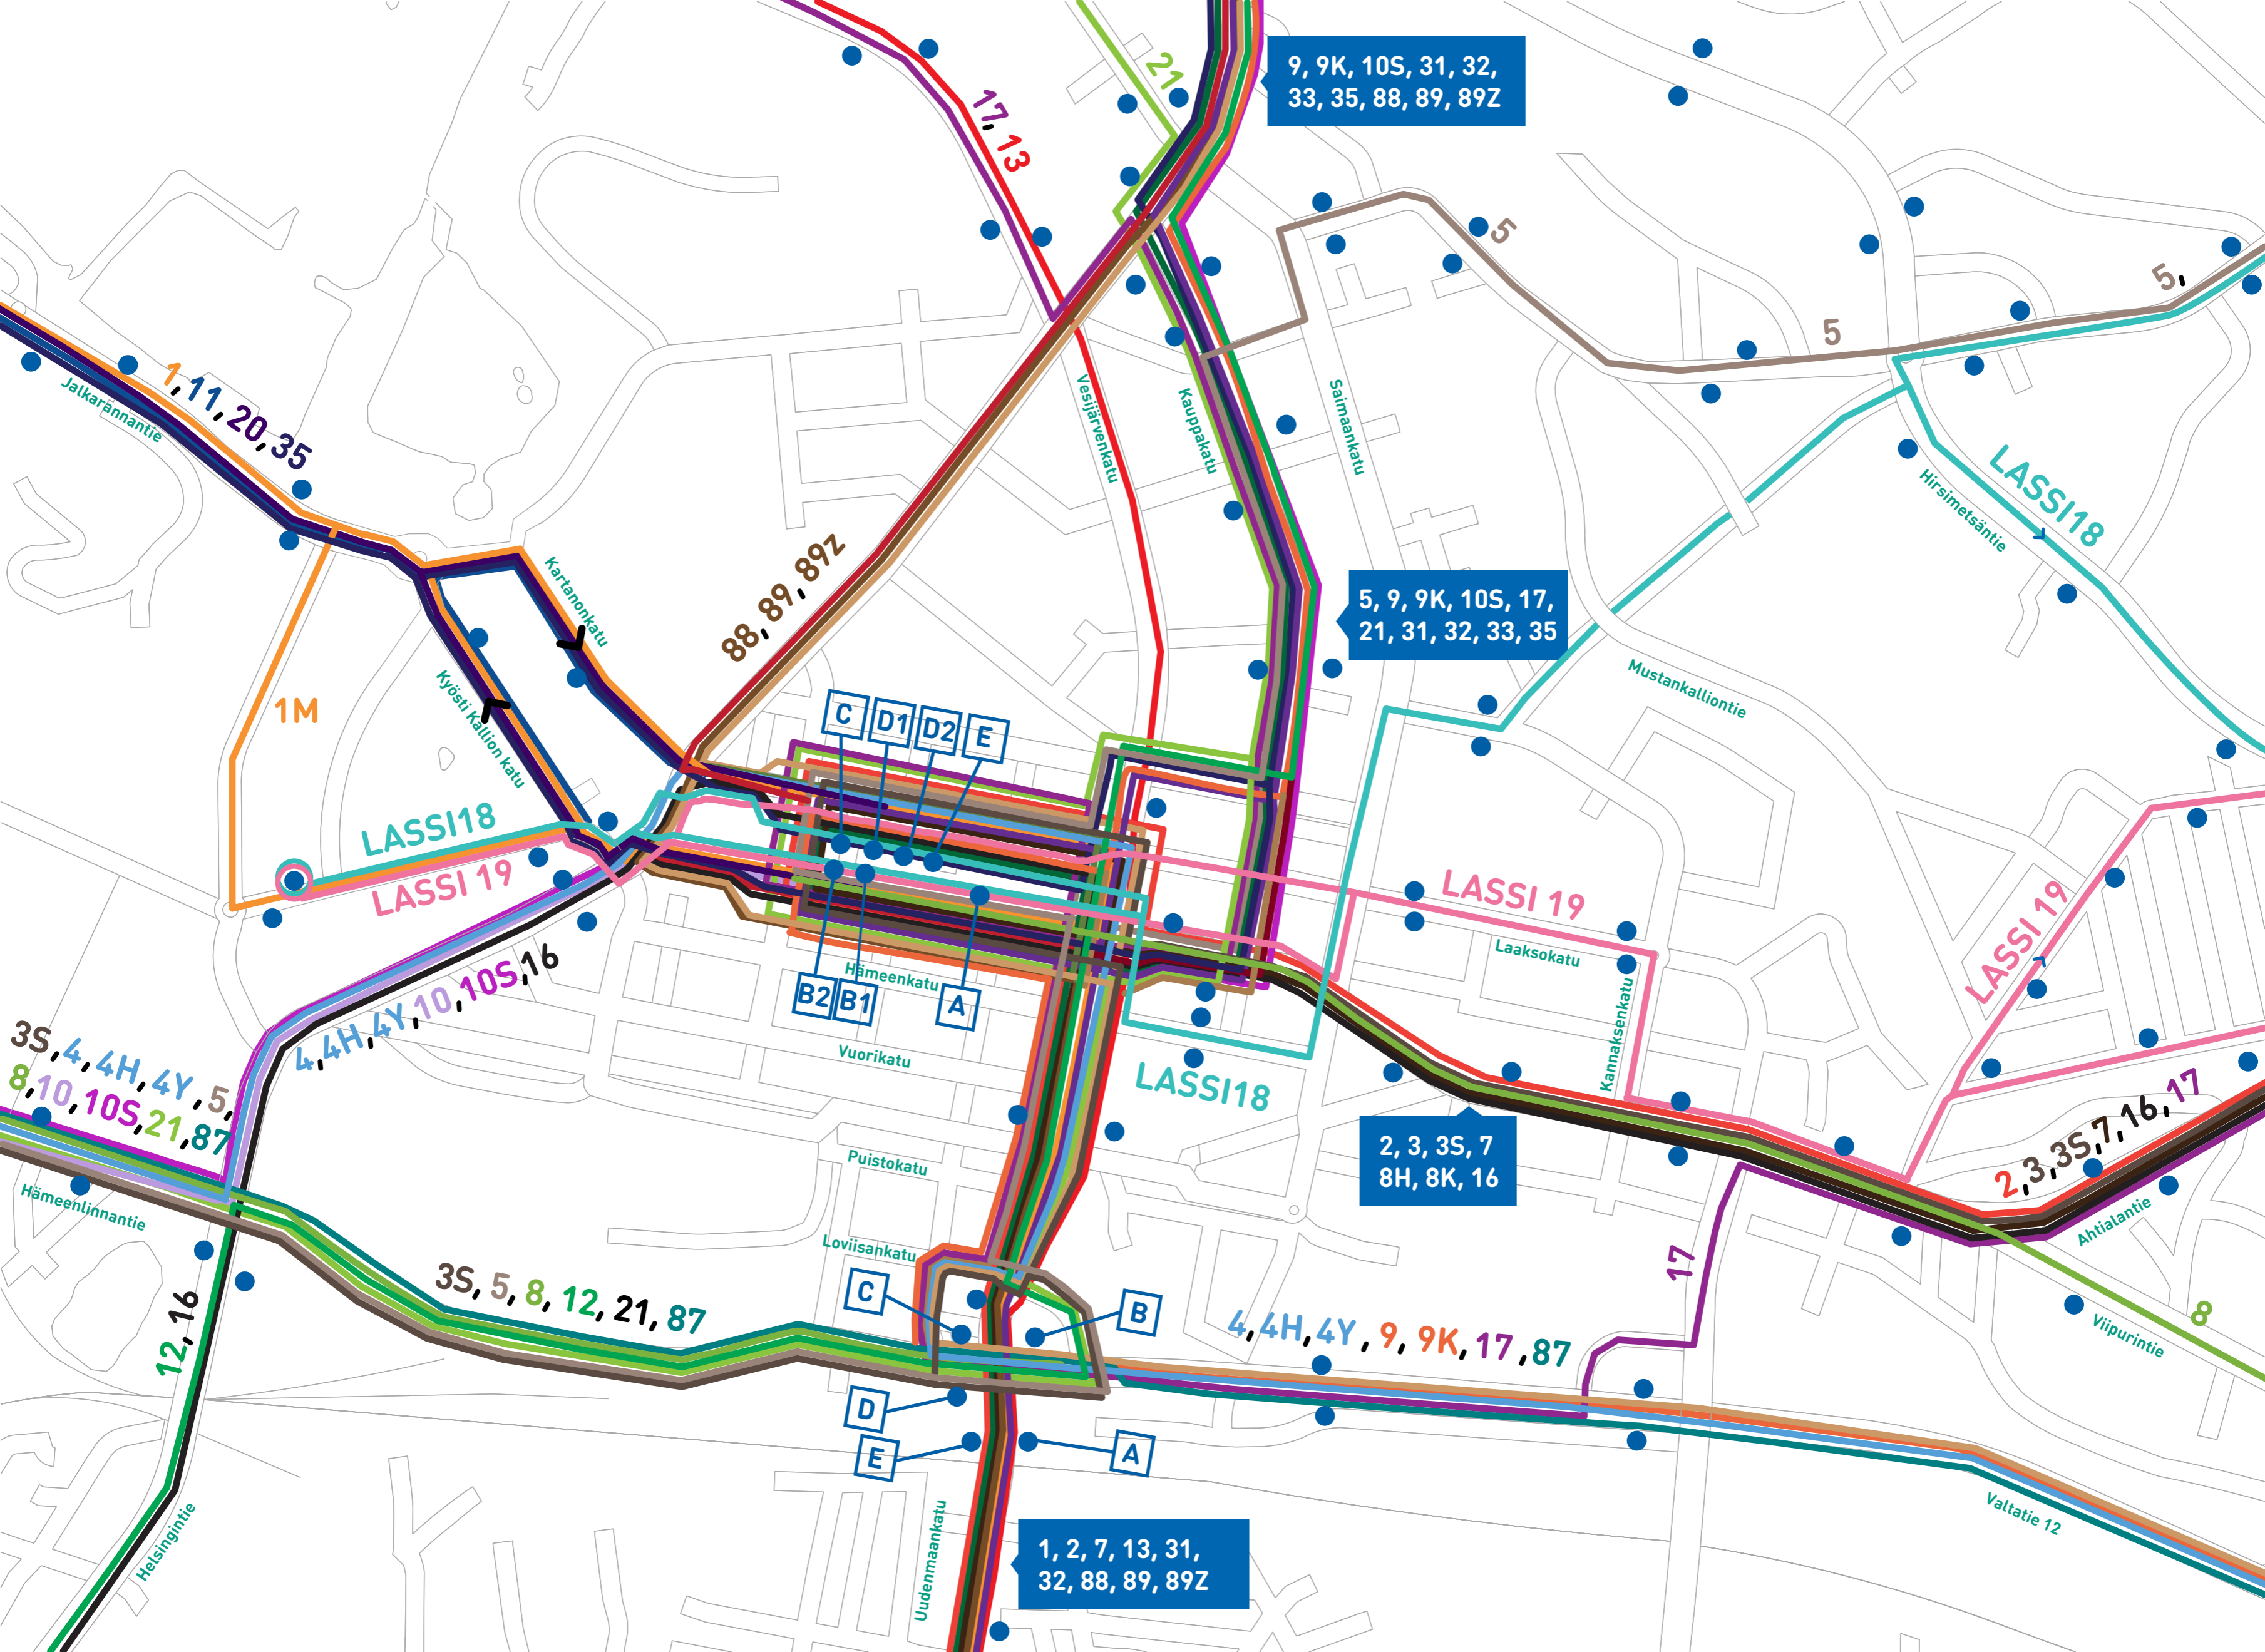 21
9, 9K, 10S, 31, 32,
33, 35, 88, 89, 89Z
17, 13
5
5,
5
1, 11, 20, 35
Jalkarannantie
Vesijärvenkatu
Kauppakatu
Saimaankatu
LASSI18
Hirsimetsäntie
88, 89, 89Z
Kartanonkatu
5, 9, 9K, 10S, 17,
21, 31, 32, 33, 35
Mustankalliontie
Kyösti Kallion katu
1M
C
D1
D2
E
LASSI18
LASSI 19
LASSI 19
Laaksokatu
LASSI 19
4,4H,4Y,10,10S,16
Hämeenkatu
B2
B1
A
Vuorikatu
LASSI18
Kannaksenkatu
3S,4,4H,4Y,5,
8,10,10S,21,87
Hämeenlinnantie
2, 3, 3S, 7
8H, 8K, 16
2,3,3S,7,16,17
Ahtialantie
Puistokatu
Loviisankatu
17
C
B
3S, 5, 8, 12, 21, 87
4,4H,4Y, 9, 9K,17,87
8
Viipurintie
12, 16
D
E
A
Helsingintie
Uudenmaankatu
Valtatie 12
1, 2, 7, 13, 31,
32, 88, 89, 89Z